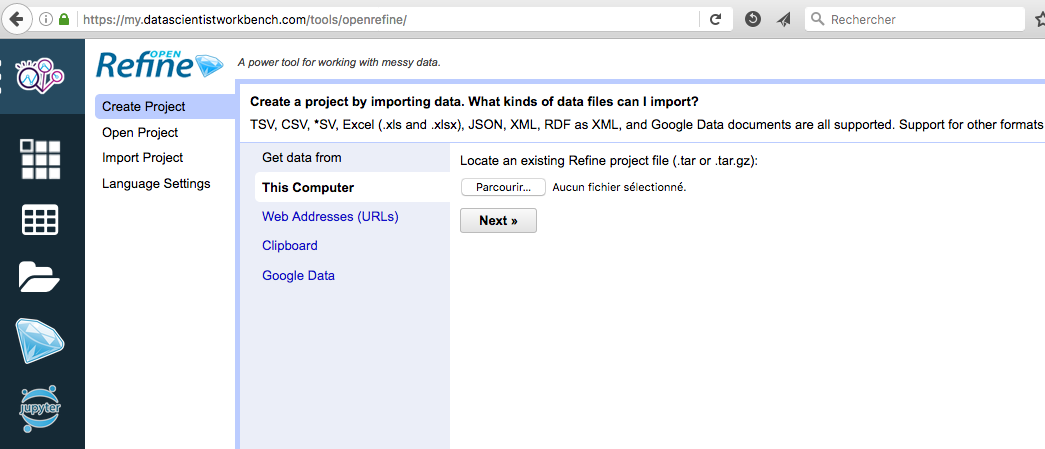 https://my.datascientistworkbench.com/tools/openrefine/
Rechercher
OPEN
Refine
A power tool for working with messy data.
Create Project
Open Project
Import Project
Language Settings
Create a project by importing data. What kinds of data files can I import?
TSV, CSV, *SV, Excel (.xls and .xlsx), JSON, XML, RDF as XML, and Google Data documents are all supported. Support for other formats
Get data from
This Computer
Web Addresses (URLs)
Clipboard
Google Data
Locate an existing Refine project file (.tar or .tar.gz):
Parcourir... Aucun fichier sélectionné.
Next »
jupyter